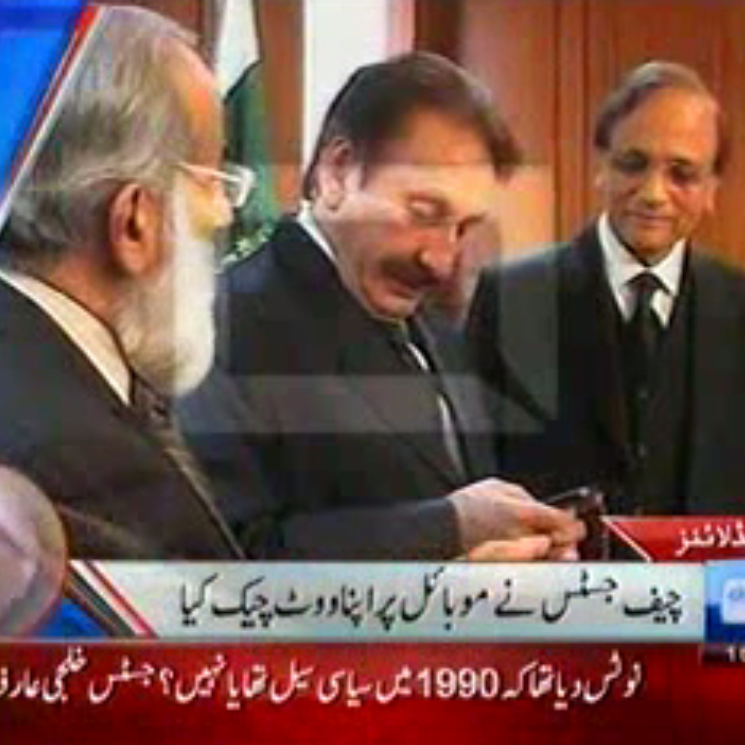 ڈلائنز
چیف جسٹس نے موبائل پر اپنا ووٹ چیک کیا
نوٹس دیا تھا کہ 1990 میں سیاسی سیل تھا یا نہیں؟ جسٹس خلجی عارف